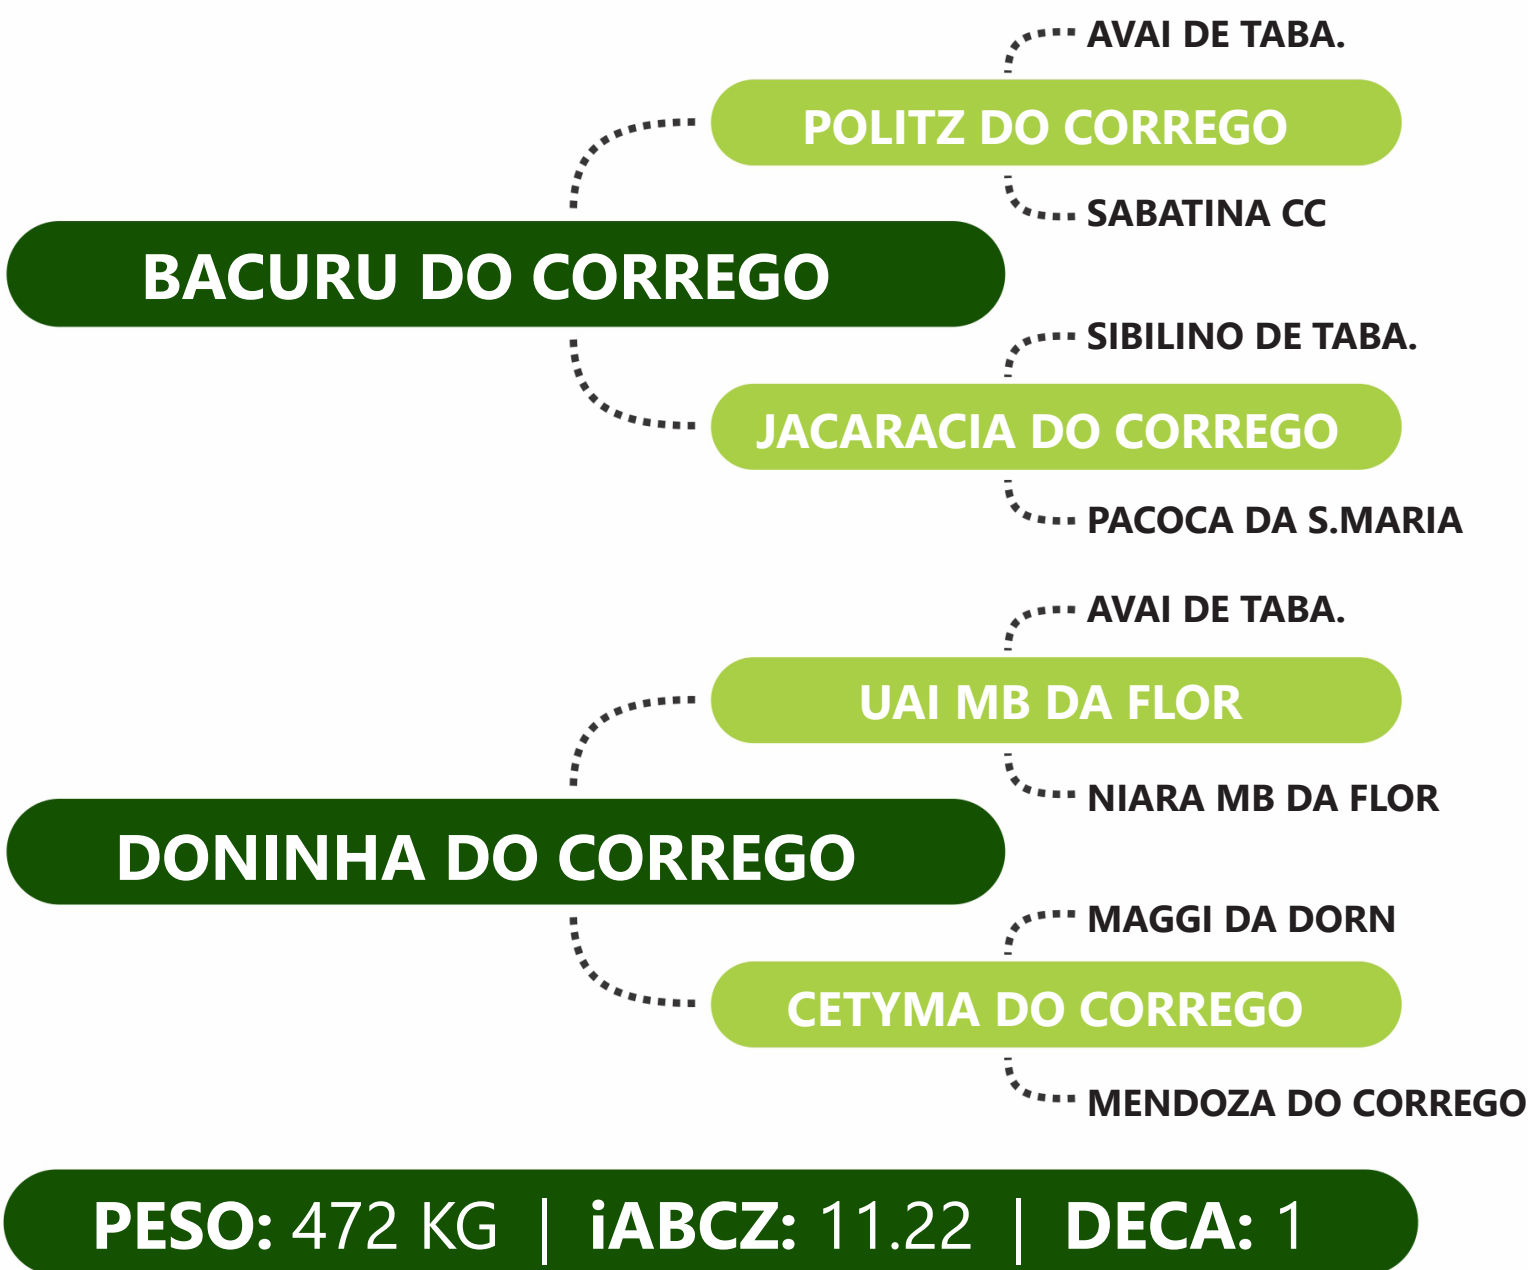 AVAI DE TABA.
POLITZ DO CORREGO
SABATINA CC
BACURU DO CORREGO
SIBILINO DE TABA.
JACARACIA DO CORREGO
PACOCA DA S.MARIA
AVAI DE TABA.
UAI MB DA FLOR
NIARA MB DA FLOR
DONINHA DO CORREGO
MAGGI DA DORN
CETYMA DO CORREGO
MENDOZA DO CORREGO
PESO: 472 KG | iABCZ: 11.22 | DECA: 1